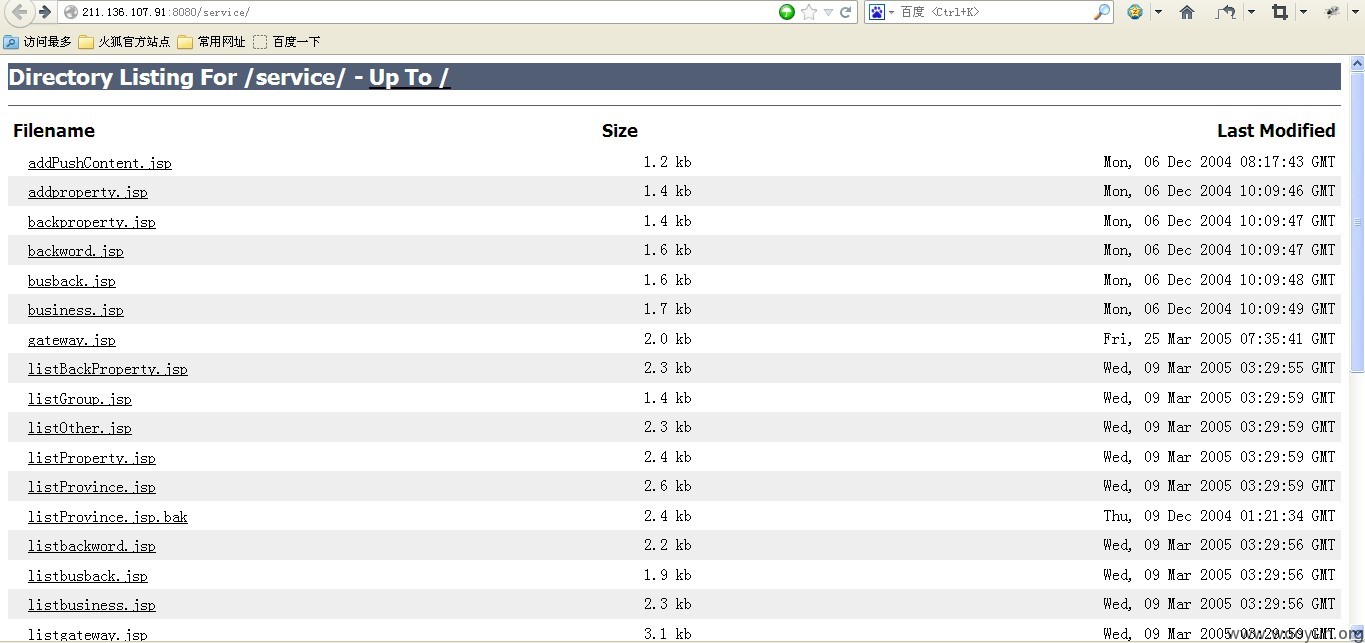 211.136.107.91:8080/service/
百度 <Ctrl+K>
访问最多 火狐官方站点 常用网址 百度一下
Directory Listing For /service/ - Up To /
Filename Size Last Modified
addPushContent.jsp 1.2 kb Mon, 06 Dec 2004 08:17:43 GMT
addproperty.jsp 1.4 kb Mon, 06 Dec 2004 10:09:46 GMT
backproperty.jsp 1.4 kb Mon, 06 Dec 2004 10:09:47 GMT
backword.jsp 1.6 kb Mon, 06 Dec 2004 10:09:47 GMT
busback.jsp 1.6 kb Mon, 06 Dec 2004 10:09:48 GMT
business.jsp 1.7 kb Mon, 06 Dec 2004 10:09:49 GMT
gateway.jsp 2.0 kb Fri, 25 Mar 2005 07:35:41 GMT
listBackProperty.jsp 2.3 kb Wed, 09 Mar 2005 03:29:55 GMT
listGroup.jsp 1.4 kb Wed, 09 Mar 2005 03:29:59 GMT
listOther.jsp 2.3 kb Wed, 09 Mar 2005 03:29:59 GMT
listProperty.jsp 2.4 kb Wed, 09 Mar 2005 03:29:59 GMT
listProvince.jsp 2.6 kb Wed, 09 Mar 2005 03:29:59 GMT
listProvince.jsp.bak 2.4 kb Thu, 09 Dec 2004 01:21:34 GMT
listbackword.jsp 2.2 kb Wed, 09 Mar 2005 03:29:56 GMT
listbusback.jsp 1.9 kb Wed, 09 Mar 2005 03:29:56 GMT
listbusiness.jsp 2.3 kb Wed, 09 Mar 2005 03:29:56 GMT
listgateway.jsp 3.1 kb Wed, 09 Mar 2005 03:29:59 GMT